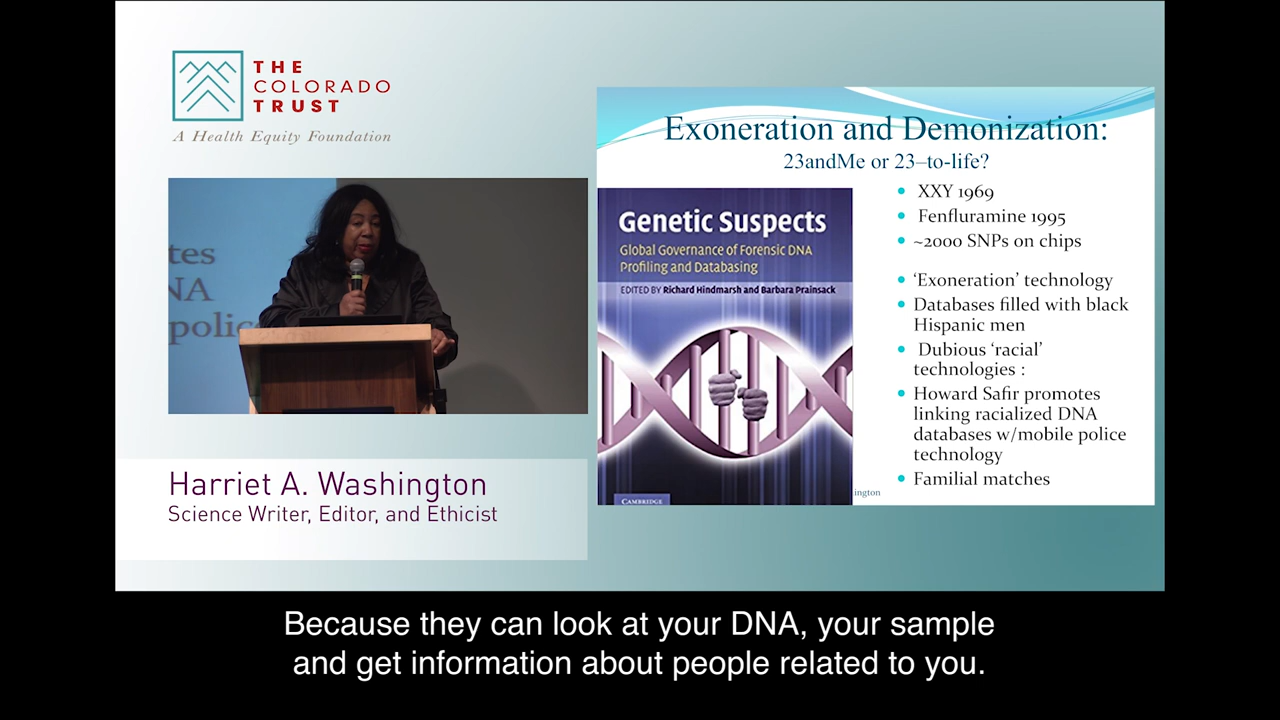 THE
COLORADO
TRUST
A Health Equity Foundation
tes
NA
polic
Harriet A. Washington
Science Writer, Editor, and Ethicist
Exoneration and Demonization:
23andMe or 23–to-life?
Genetic Suspects
Global Governance of Forensic DNA
Profiling and Databasing
EDITED BY Richard Hindmarsh and Barbara Prainsack
CAMBRIDGE
• XXY 1969
• Fenfluramine 1995
• ~2000 SNPs on chips
• ‘Exoneration’ technology
• Databases filled with black
Hispanic men
• Dubious ‘racial’
technologies :
• Howard Safir promotes
linking racialized DNA
databases w/mobile police
technology
• Familial matches
ington
Because they can look at your DNA, your sample
and get information about people related to you.